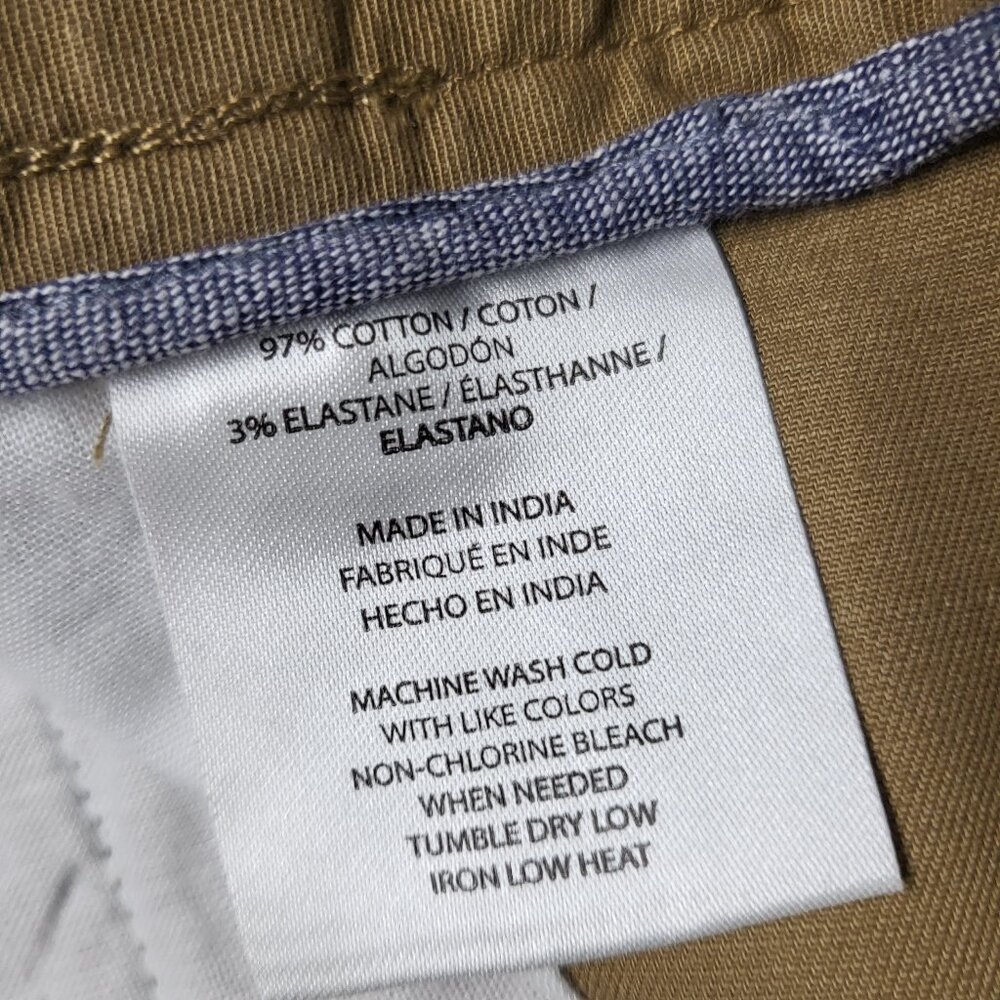 97% COTTON / COTON /
ALGODÓN
3% ELASTANE / ÉLASTHANNE /
ELASTANO
MADE IN INDIA
FABRIQUÉ EN INDE
HECHO EN INDIA
MACHINE WASH COLD
WITH LIKE COLORS
NON-CHLORINE BLEACH
WHEN NEEDED
TUMBLE DRY LOW
IRON LOW HEAT